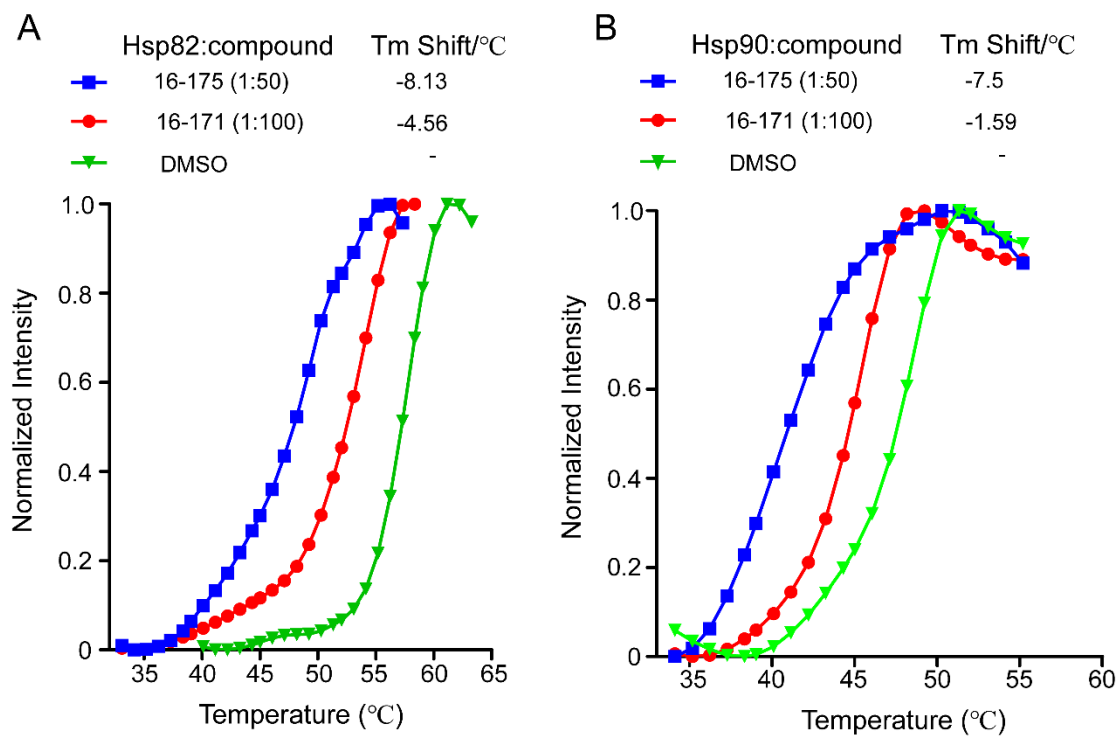 A
Hsp82:compound Tm Shift/°C
16-175 (1:50) -8.13
16-171 (1:100) -4.56
DMSO -
1.0
0.8
0.6
0.4
0.2
0
Normalized Intensity
35 40 45 50 55 60 65
Temperature (°C)
B
Hsp90:compound Tm Shift/°C
16-175 (1:50) -7.5
16-171 (1:100) -1.59
DMSO -
1.0
0.8
0.6
0.4
0.2
0
Normalized Intensity
35 40 45 50 55 60
Temperature (°C)